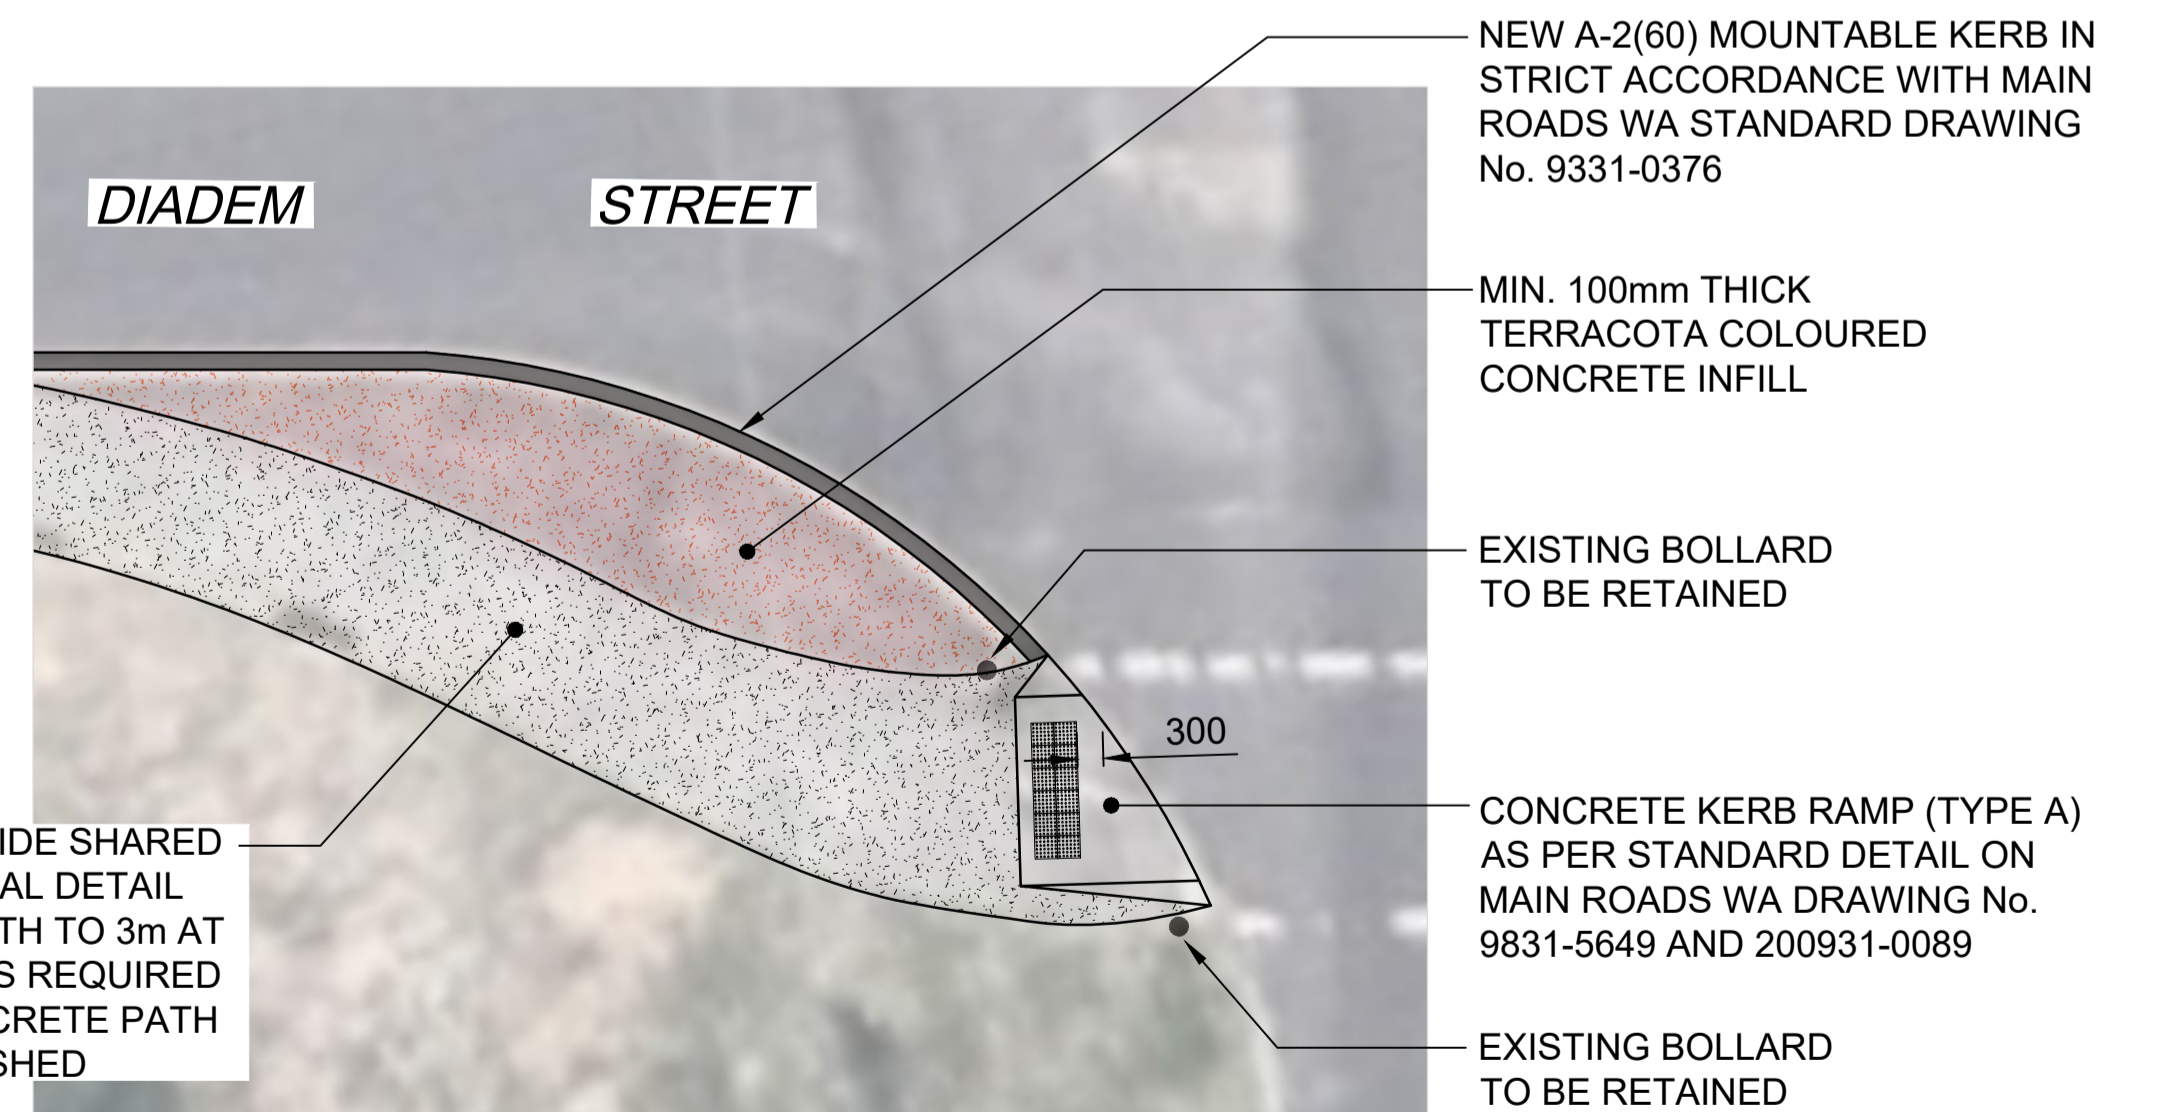 NEW A-2(60) MOUNTABLE KERB IN
STRICT ACCORDANCE WITH MAIN
ROADS WA STANDARD DRAWING
No. 9331-0376
DIADEM STREET
MIN. 100mm THICK
TERRACOTA COLOURED
CONCRETE INFILL
EXISTING BOLLARD
TO BE RETAINED
300
CONCRETE KERB RAMP (TYPE A)
AS PER STANDARD DETAIL ON
MAIN ROADS WA DRAWING No.
9831-5649 AND 200931-0089
IDE SHARED
AL DETAIL
TH TO 3m AT
S REQUIRED
CRETE PATH
SHED
EXISTING BOLLARD
TO BE RETAINED